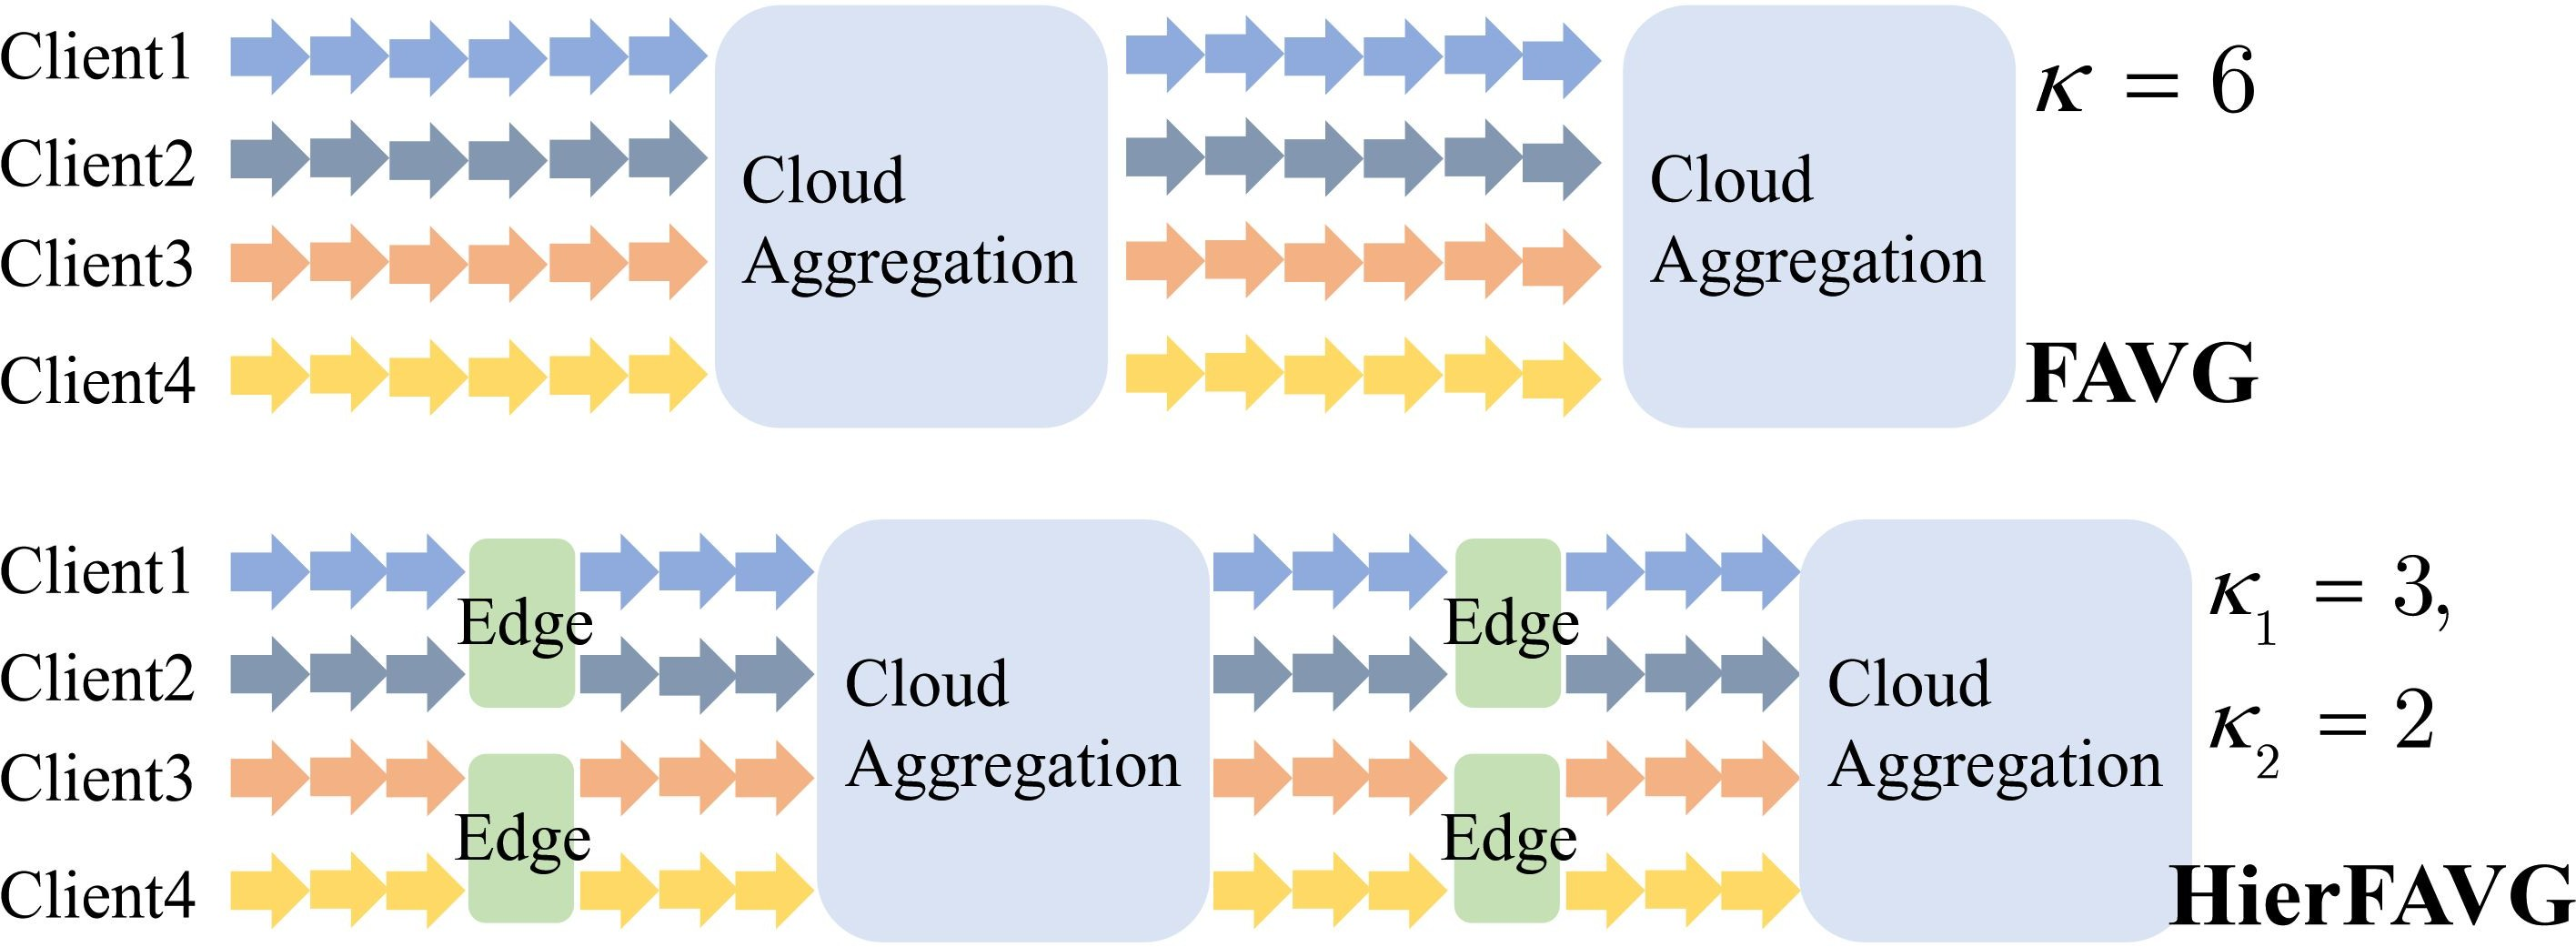 Client1
Client2
Client3
Client4
Cloud
Aggregation
Cloud
Aggregation
κ = 6
FAVG
Client1
Client2
Client3
Client4
Edge
Edge
Cloud
Aggregation
Edge
Edge
Cloud
Aggregation
κ₁ = 3,
κ₂ = 2
HierFAVG